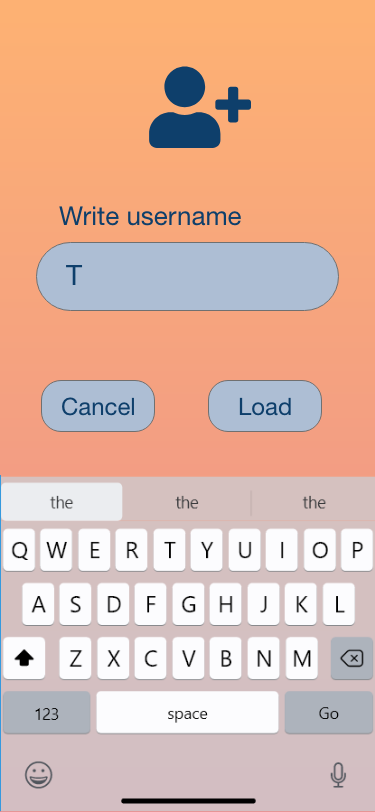 Write username
T
Cancel Load
the the the
Q W E R T Y U I O P
A S D F G H J K L
Z X C V B N M
123 space Go